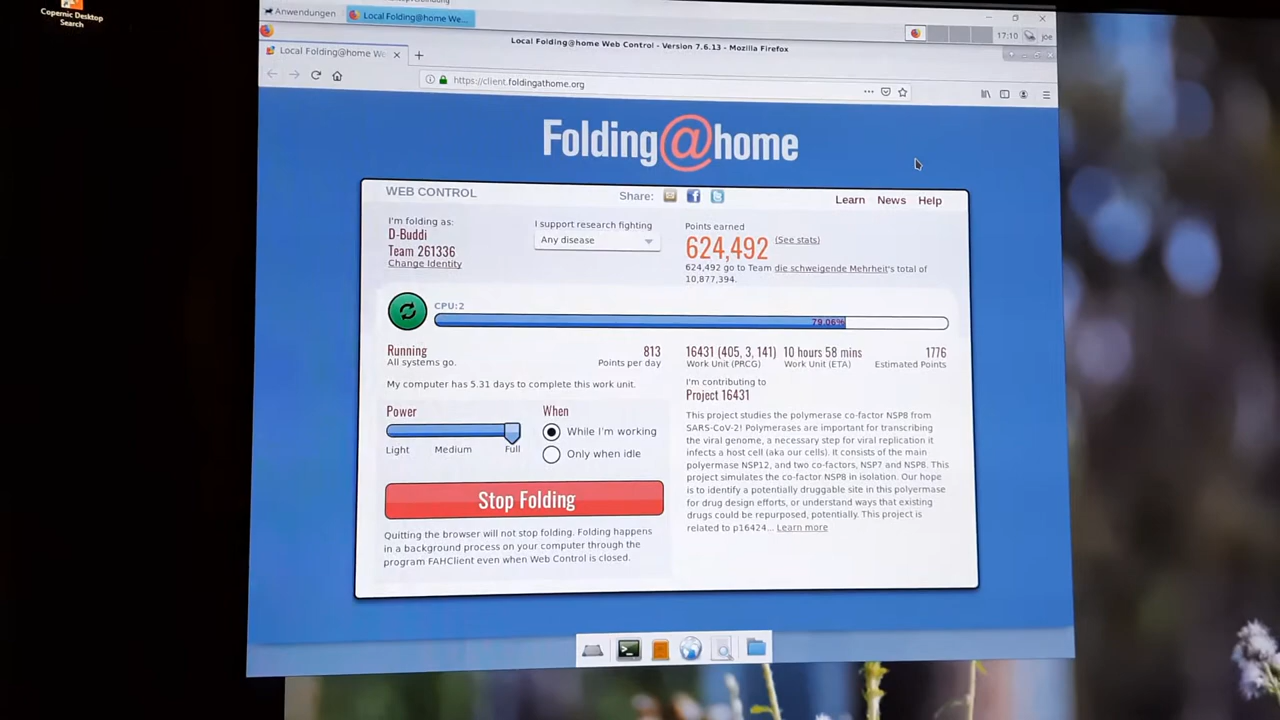 Copernic Desktop
Search
Anwendungen
Local Folding@home We...
17:10
joe
Local Folding@home Web Control - Version 7.6.13 - Mozilla Firefox
Local Folding@home We
https://client.foldingathome.org
Folding@home
WEB CONTROL
Share:
Learn News Help
I'm folding as:
D-Buddi
Team 261336
Change Identity
I support research fighting
Any disease
Points earned
624,492 (See stats)
624,492 go to Team die schweigende Mehrheit's total of
10,877,394.
CPU:2
79.06%
Running
All systems go.
813
Points per day
16431 (405, 3, 141)
Work Unit (PRCG)
10 hours 58 mins
Work Unit (ETA)
1776
Estimated Points
My computer has 5.31 days to complete this work unit.
I'm contributing to
Project 16431
Power
Light Medium Full
When
While I'm working
Only when idle
This project studies the polymerase co-factor NSP8 from
SARS-CoV-2! Polymerases are important for transcribing
the viral genome, a necessary step for viral replication it
infects a host cell (aka our cells). It consists of the main
polyermase NSP12, and two co-factors, NSP7 and NSP8. This
project simulates the co-factor NSP8 in isolation. Our hope
is to identify a potentially druggable site in this polyermase
for drug design efforts, or understand ways that existing
drugs could be repurposed, potentially. This project is
related to p16424... Learn more
Stop Folding
Quitting the browser will not stop folding. Folding happens
in a background process on your computer through the
program FAHClient even when Web Control is closed.